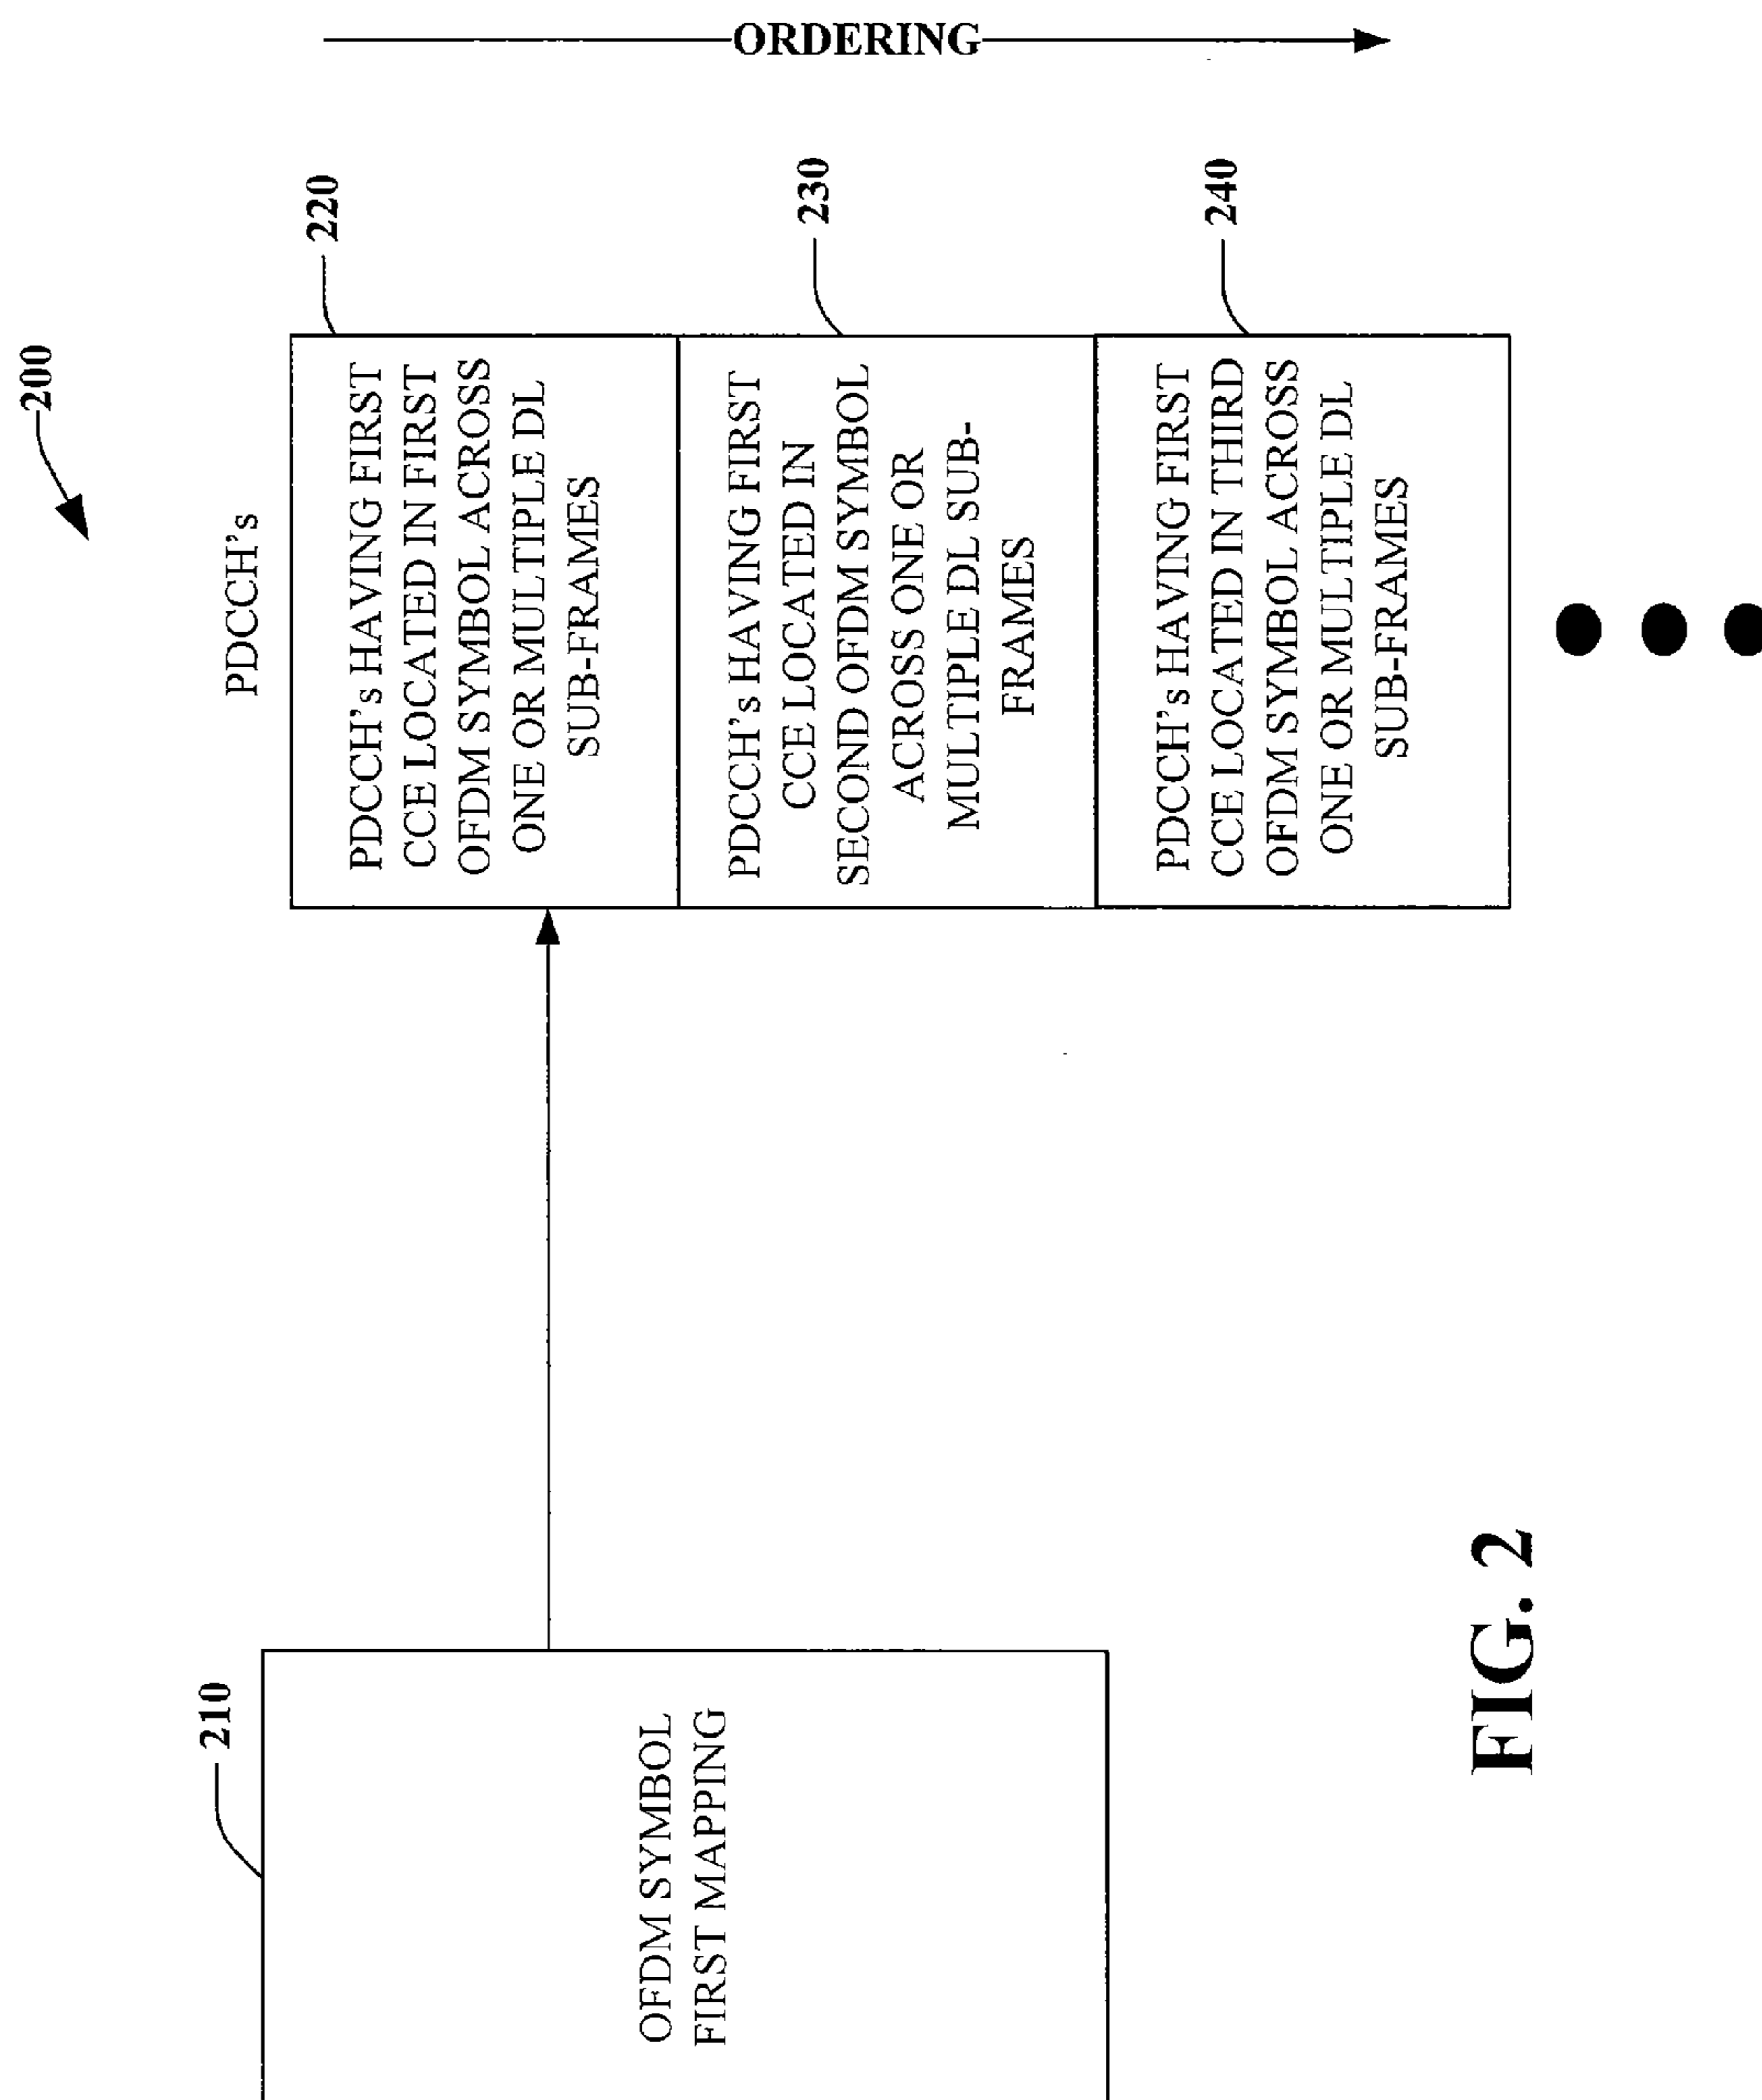 200
PDCCH's
OFDM SYMBOL
FIRST MAPPING
210
PDCCH's HAVING FIRST
CCE LOCATED IN FIRST
OFDM SYMBOL ACROSS
ONE OR MULTIPLE DL
SUB-FRAMES
220
PDCCH's HAVING FIRST
CCE LOCATED IN
SECOND OFDM SYMBOL
ACROSS ONE OR
MULTIPLE DL SUB-
FRAMES
230
PDCCH's HAVING FIRST
CCE LOCATED IN THIRD
OFDM SYMBOL ACROSS
ONE OR MULTIPLE DL
SUB-FRAMES
240
ORDERING
FIG. 2